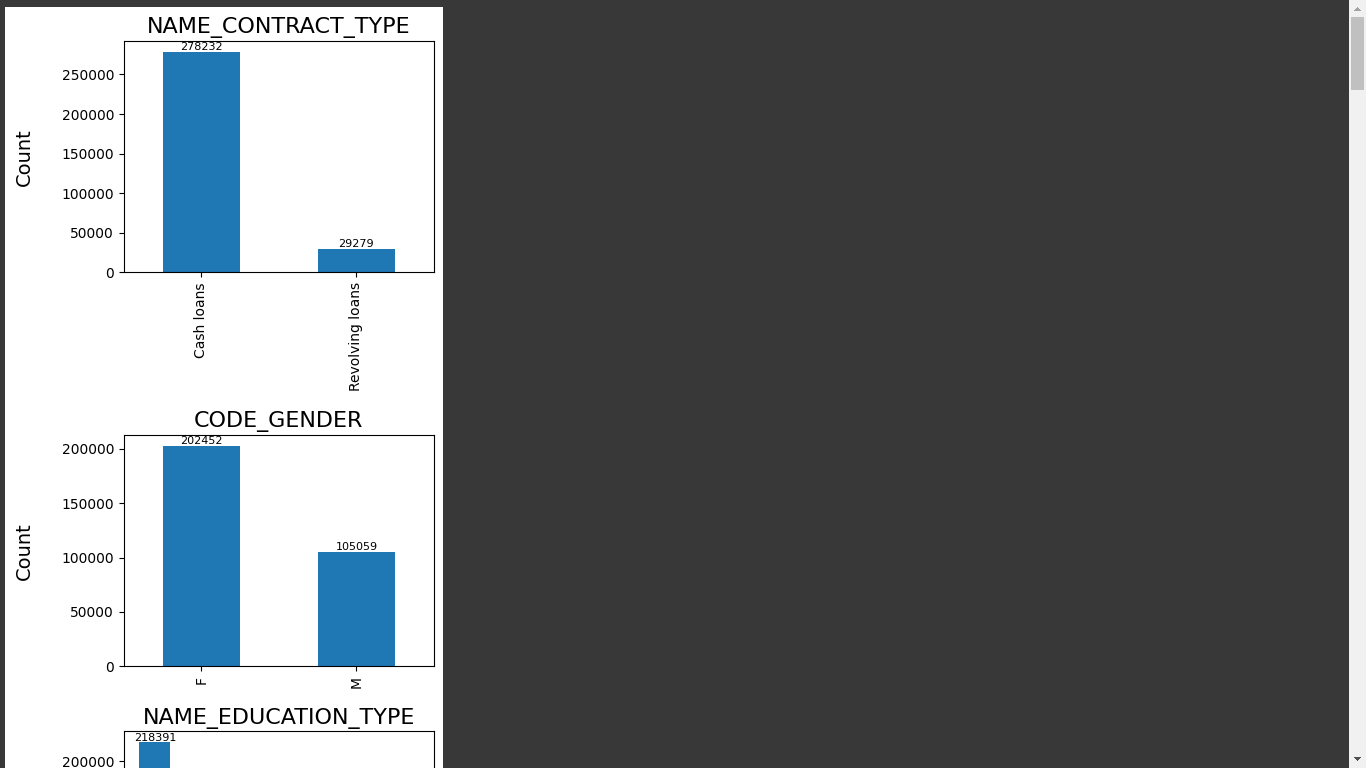 NAME_CONTRACT_TYPE
278232
250000
200000
150000
100000
50000
0
29279
Count
Cash loans
Revolving loans
CODE_GENDER
202452
200000
150000
100000
50000
0
105059
Count
F
M
NAME_EDUCATION_TYPE
218391
200000